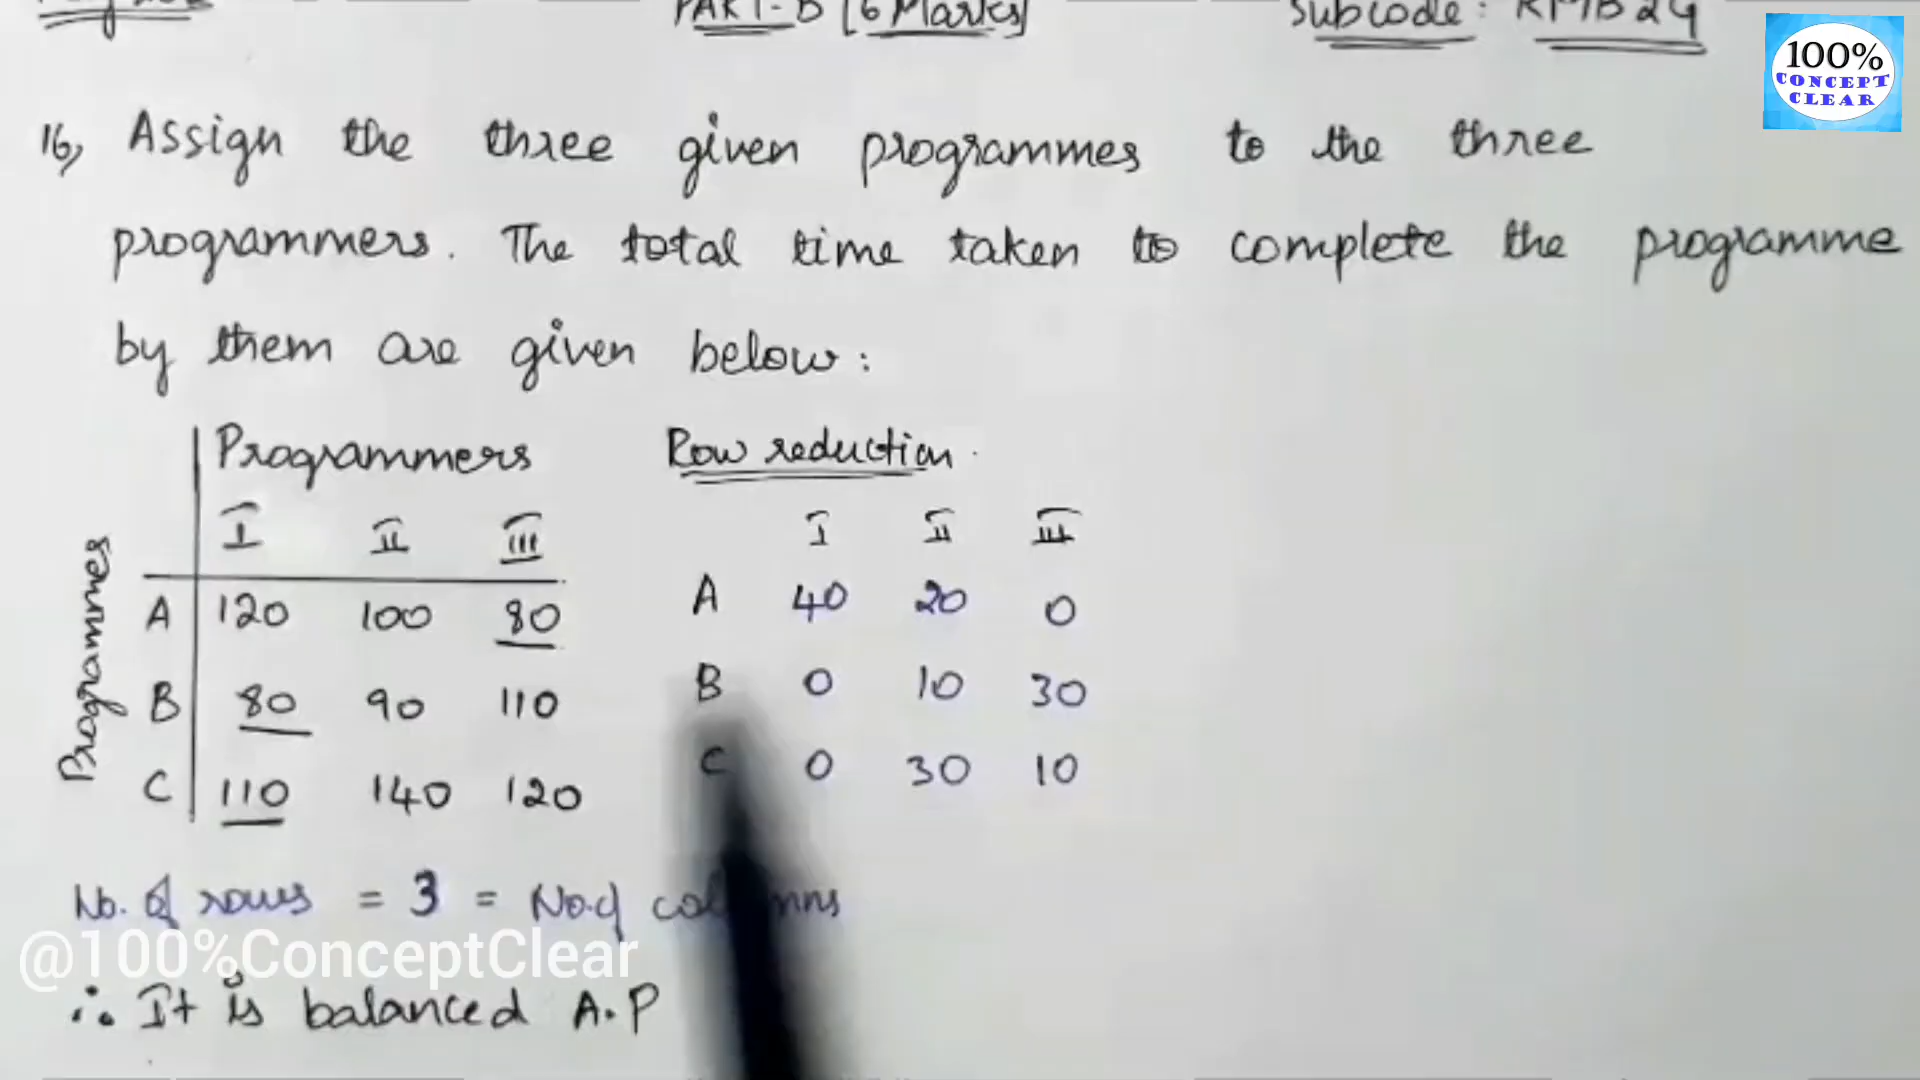 PART-B [6 Marks]
Subcode:
100%
CONCEPT
CLEAR
16, Assign the three given programmes to the three
programmers. The total time taken to complete the programme
by them are given below:
Programmers
Row reduction.
I II III
I II III
Programmes
A 120 100 80
A 40 20 0
B 80 90 110
B 0 10 30
C 110 140 120
C 0 30 10
No. of rows = 3 = No.of columns
@100%ConceptClear
∴ It is balanced A.P